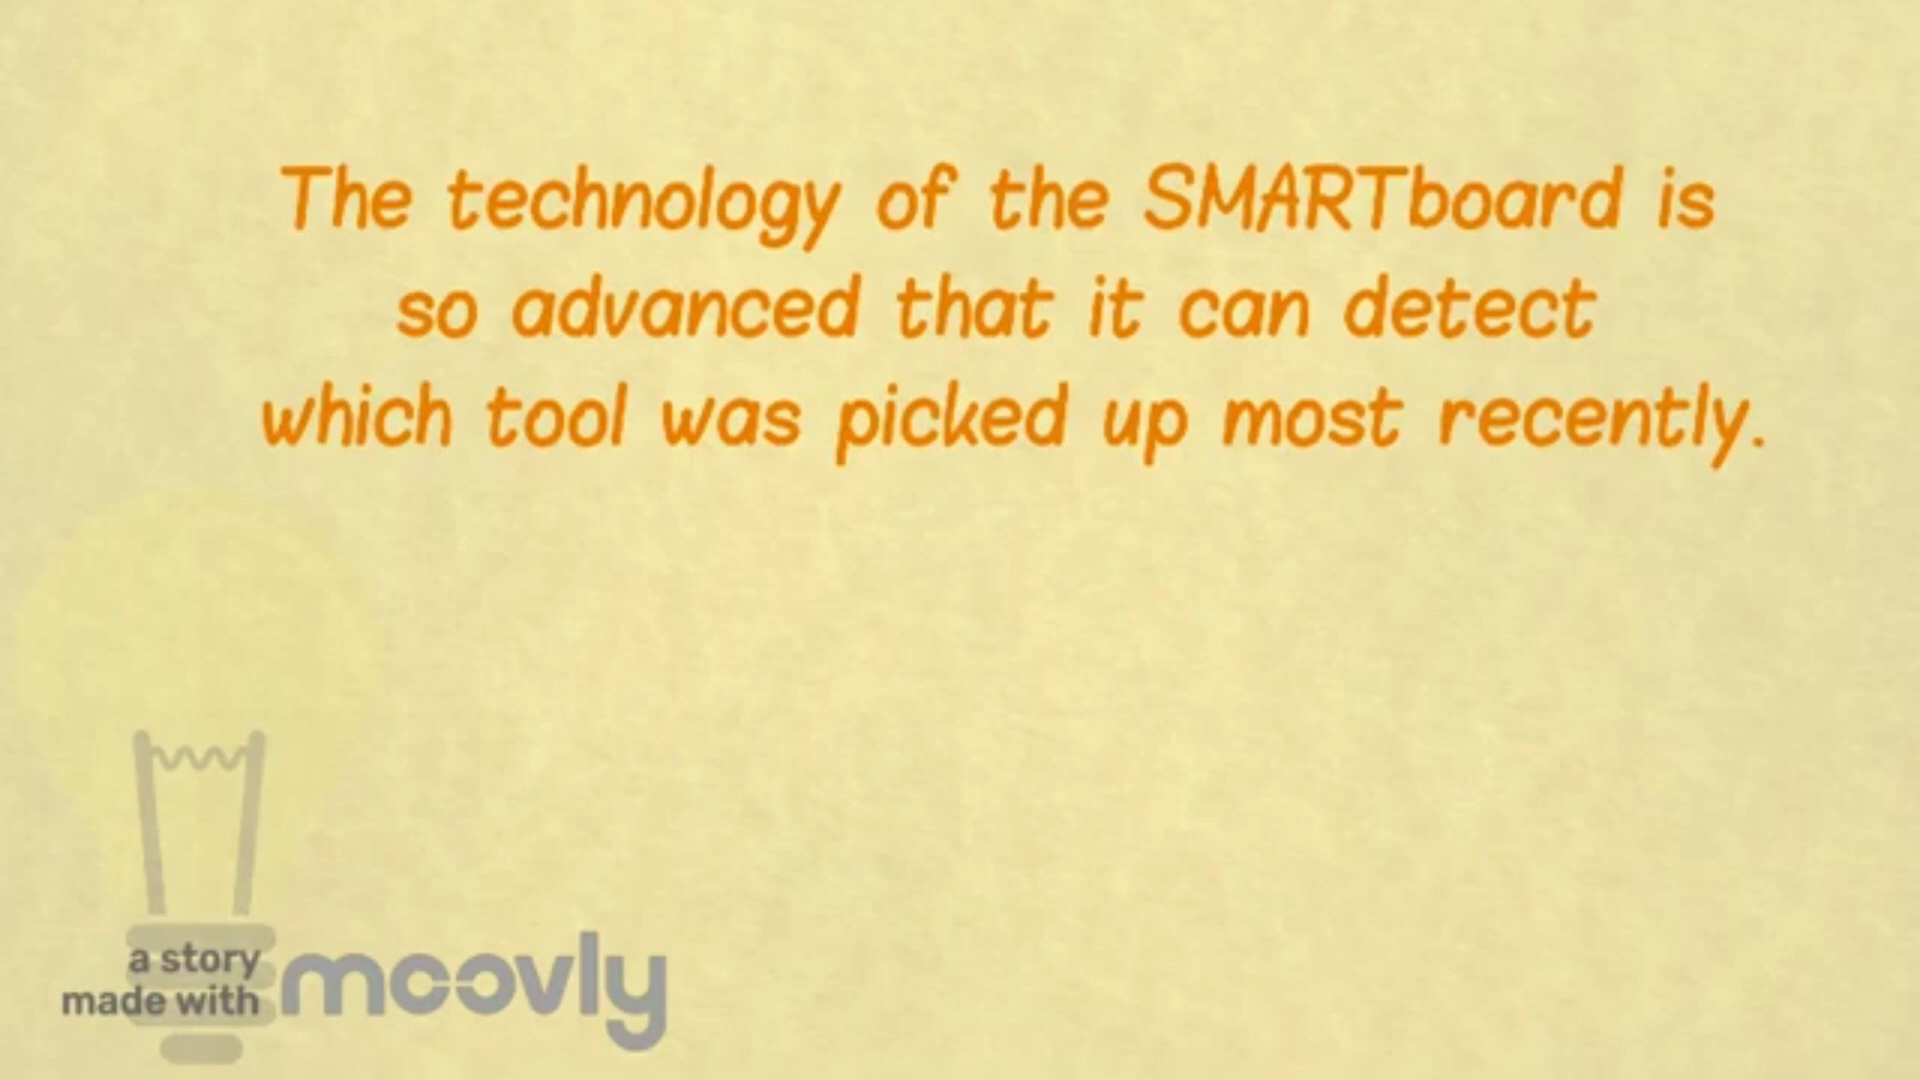 The technology of the SMARTboard is
so advanced that it can detect
which tool was picked up most recently.
a story
made with
moovly